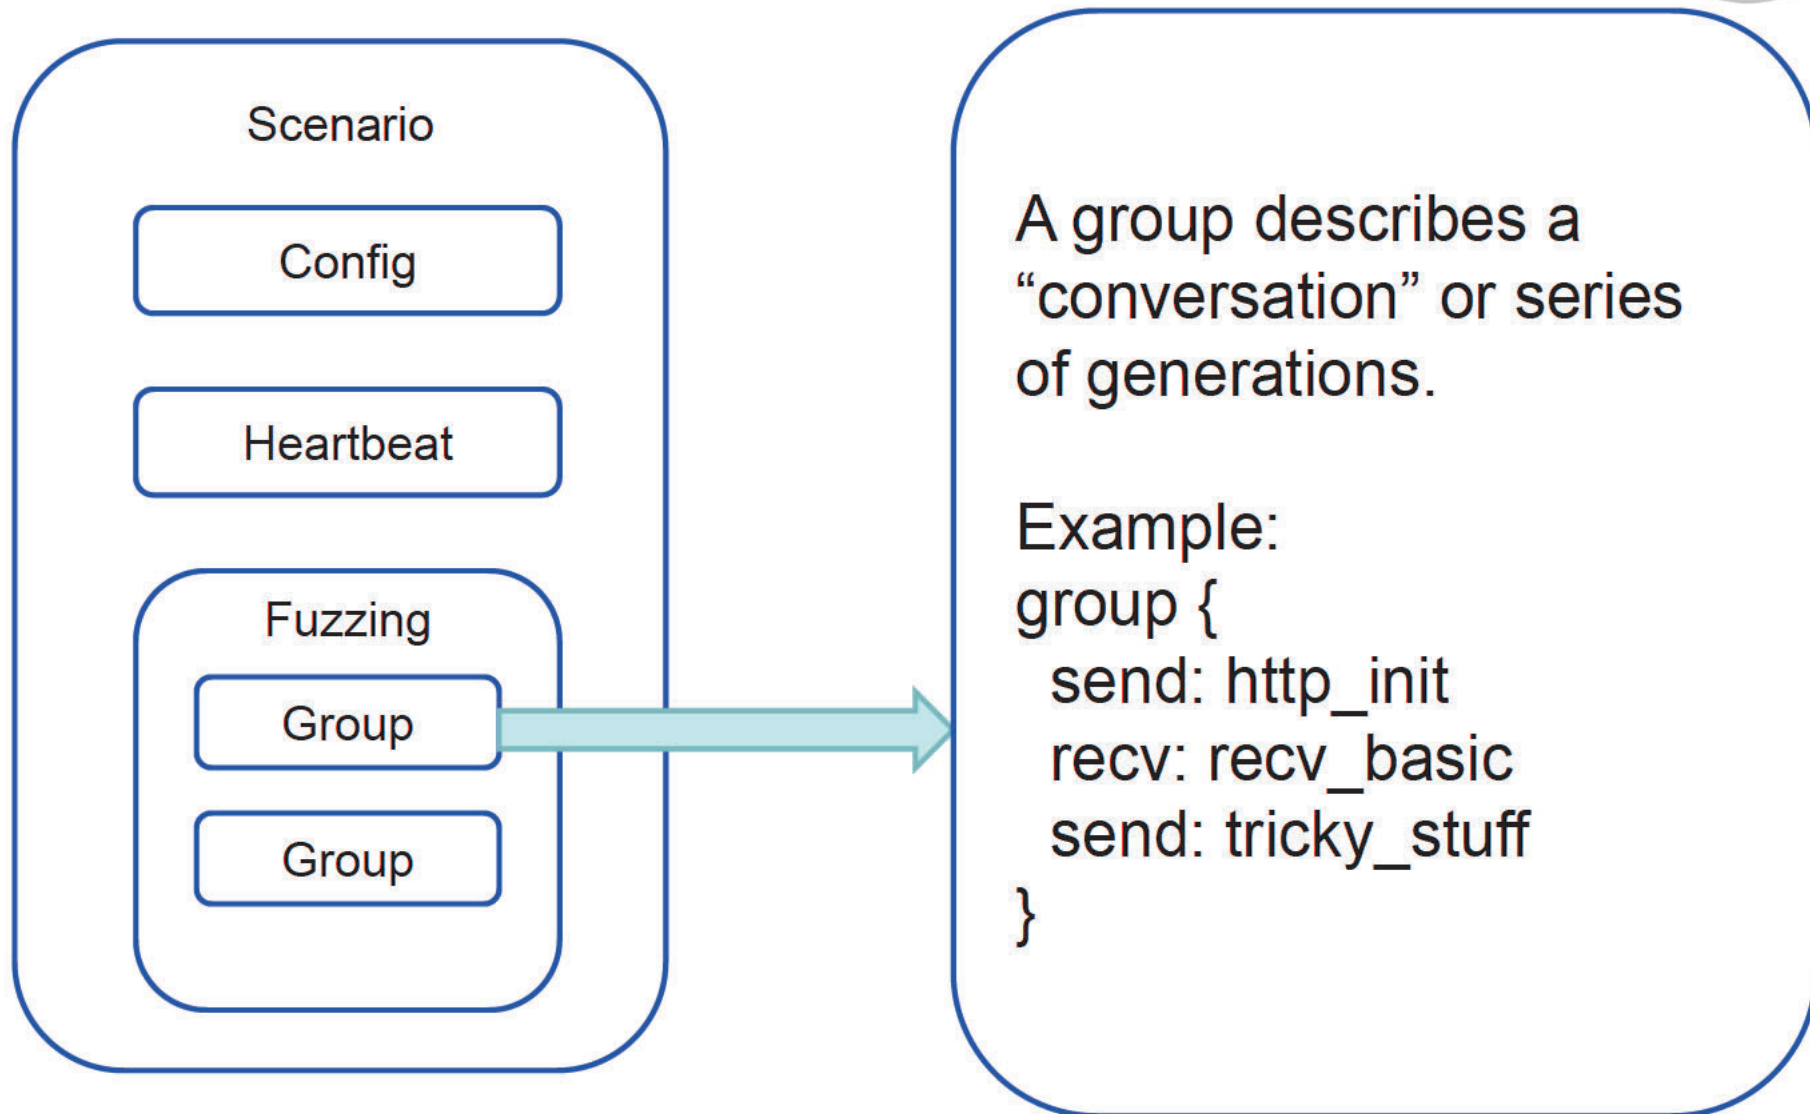 Scenario
Config
Heartbeat
Fuzzing
Group
Group
A group describes a
“conversation” or series
of generations.
Example:
group {
send: http_init
recv: recv_basic
send: tricky_stuff
}